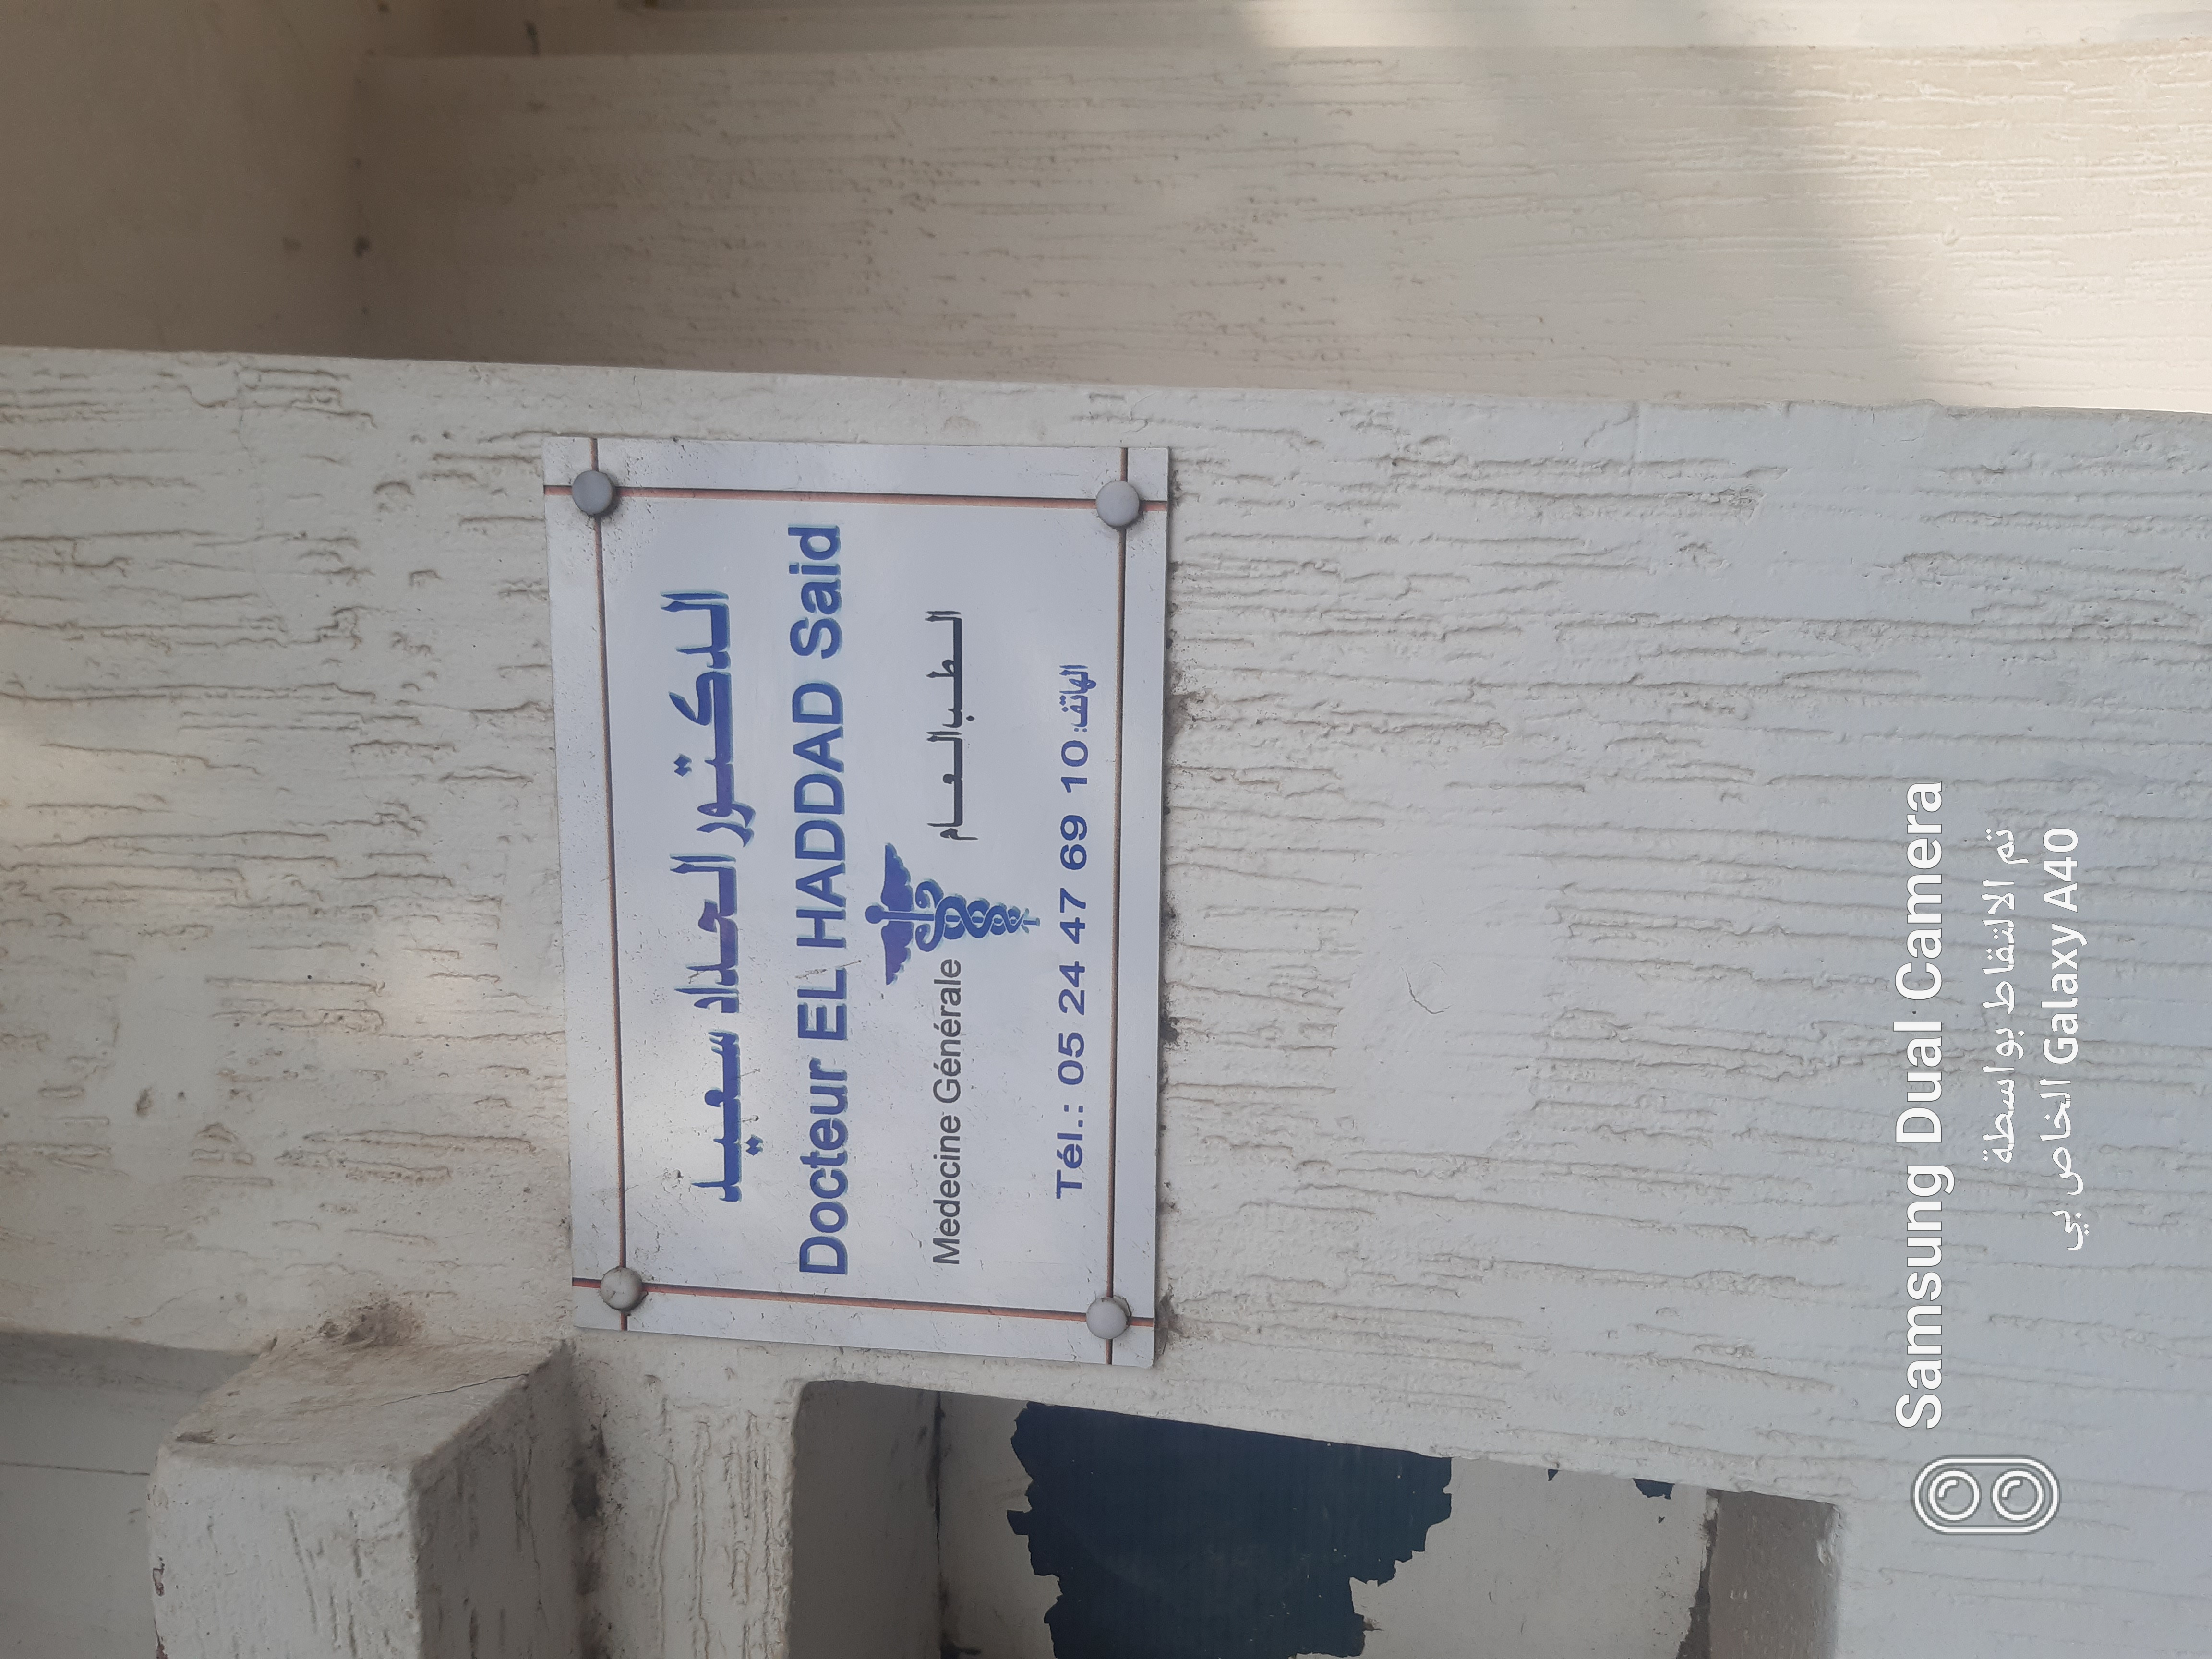 الدكتور الحداد سعيد
Docteur EL HADDAD Said
Medecine Générale الطب العام
Tél.: 05 24 47 69 10 :الهاتف
Samsung Dual Camera
تم الالتقاط بواسطة
الخاص بي Galaxy A40